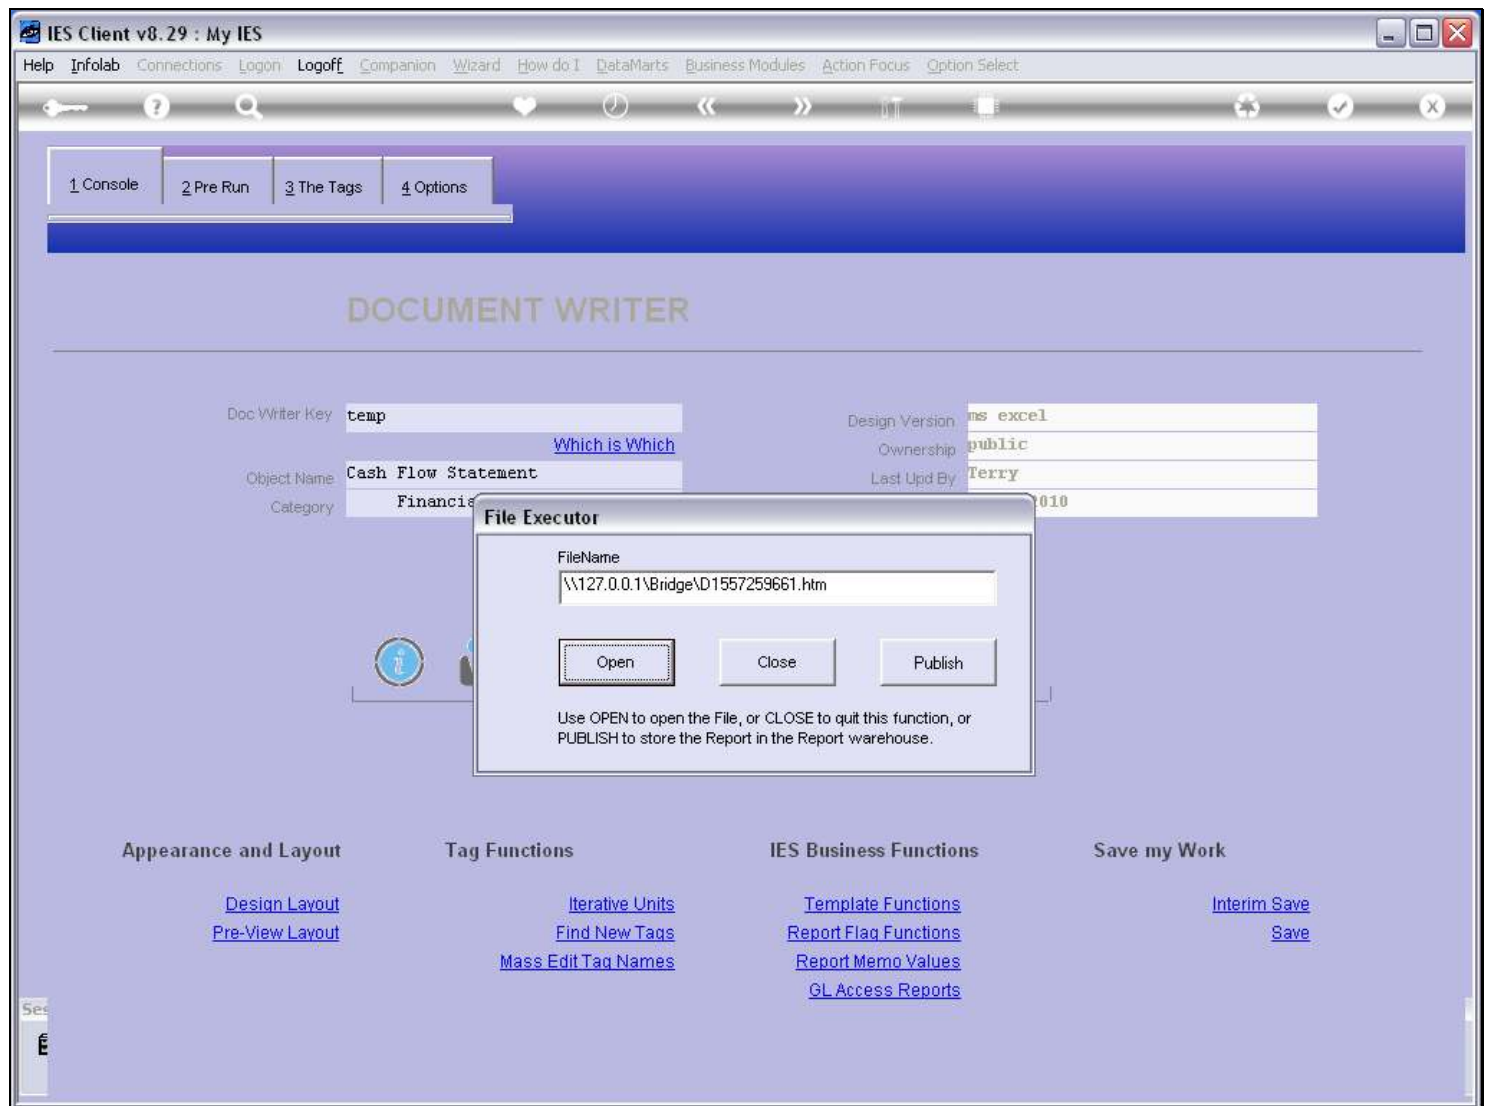 IES Client v8.29 : My IES
Help Infolab Connections Logon Logoff Companion Wizard How do I DataMarts Business Modules Action Focus Option Select
1 Console 2 Pre Run 3 The Tags 4 Options
DOCUMENT WRITER
Doc Writer Key temp
Design Version ms excel
Which is Which
Ownership public
Object Name Cash Flow Statement
Last Upd By Terry
Category
File Executor
FileName
\\127.0.0.1\Bridge\D1557259661.htm
Open Close Publish
Use OPEN to open the File, or CLOSE to quit this function, or
PUBLISH to store the Report in the Report warehouse.
Appearance and Layout Tag Functions IES Business Functions Save my Work
Design Layout Iterative Units Template Functions Interim Save
Pre-View Layout Find New Tags Report Flag Functions Save
Mass Edit Tag Names Report Memo Values
GL Access Reports